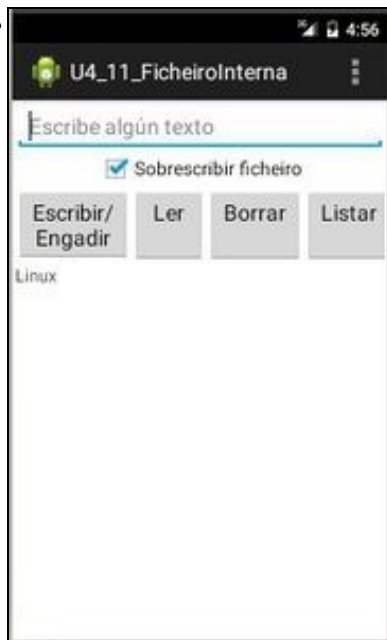 4:56
U4_11_FicheiroInterna
Escribe algún texto
Sobrescribir ficheiro
Escribir/
Engadir
Ler
Borrar
Listar
Linux